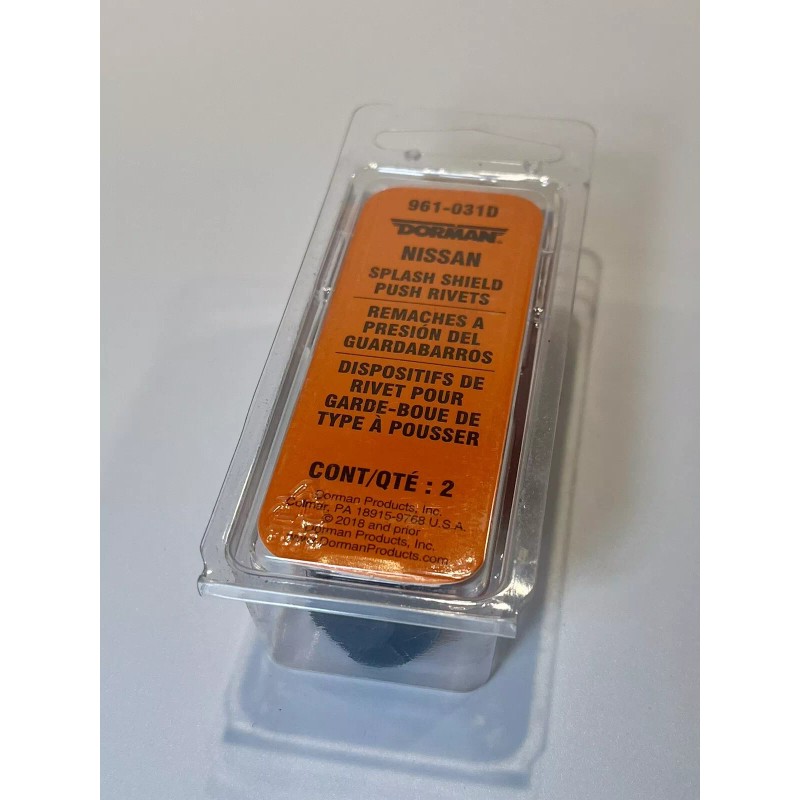 961-031D
DORMAN
NISSAN
SPLASH SHIELD
PUSH RIVETS
REMACHES A
PRESIÓN DEL
GUARDABARROS
DISPOSITIFS DE
RIVET POUR
GARDE-BOUE DE
TYPE À POUSSER
CONT/QTÉ : 2
Dorman Products, Inc.
Colmar, PA 18915-9768 U.S.A.
© 2018 and prior
Dorman Products, Inc.
www.DormanProducts.com